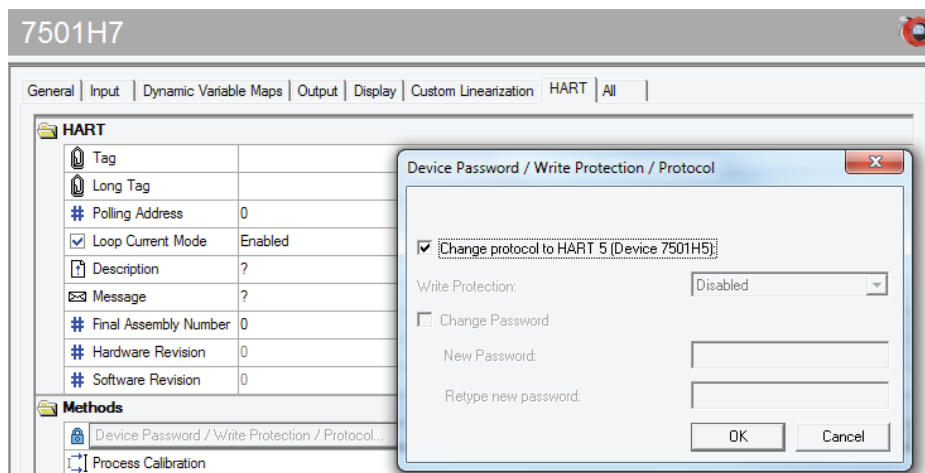 7501H7
General Input Dynamic Variable Maps Output Display Custom Linearization HART All
HART
Tag
Long Tag
Polling Address 0
Loop Current Mode Enabled
Description ?
Message ?
Final Assembly Number 0
Hardware Revision 0
Software Revision 0
Methods
Device Password / Write Protection / Protocol...
Process Calibration
Device Password / Write Protection / Protocol
Change protocol to HART 5 (Device 7501H5):
Write Protection: Disabled
Change Password
New Password:
Retype new password:
OK Cancel